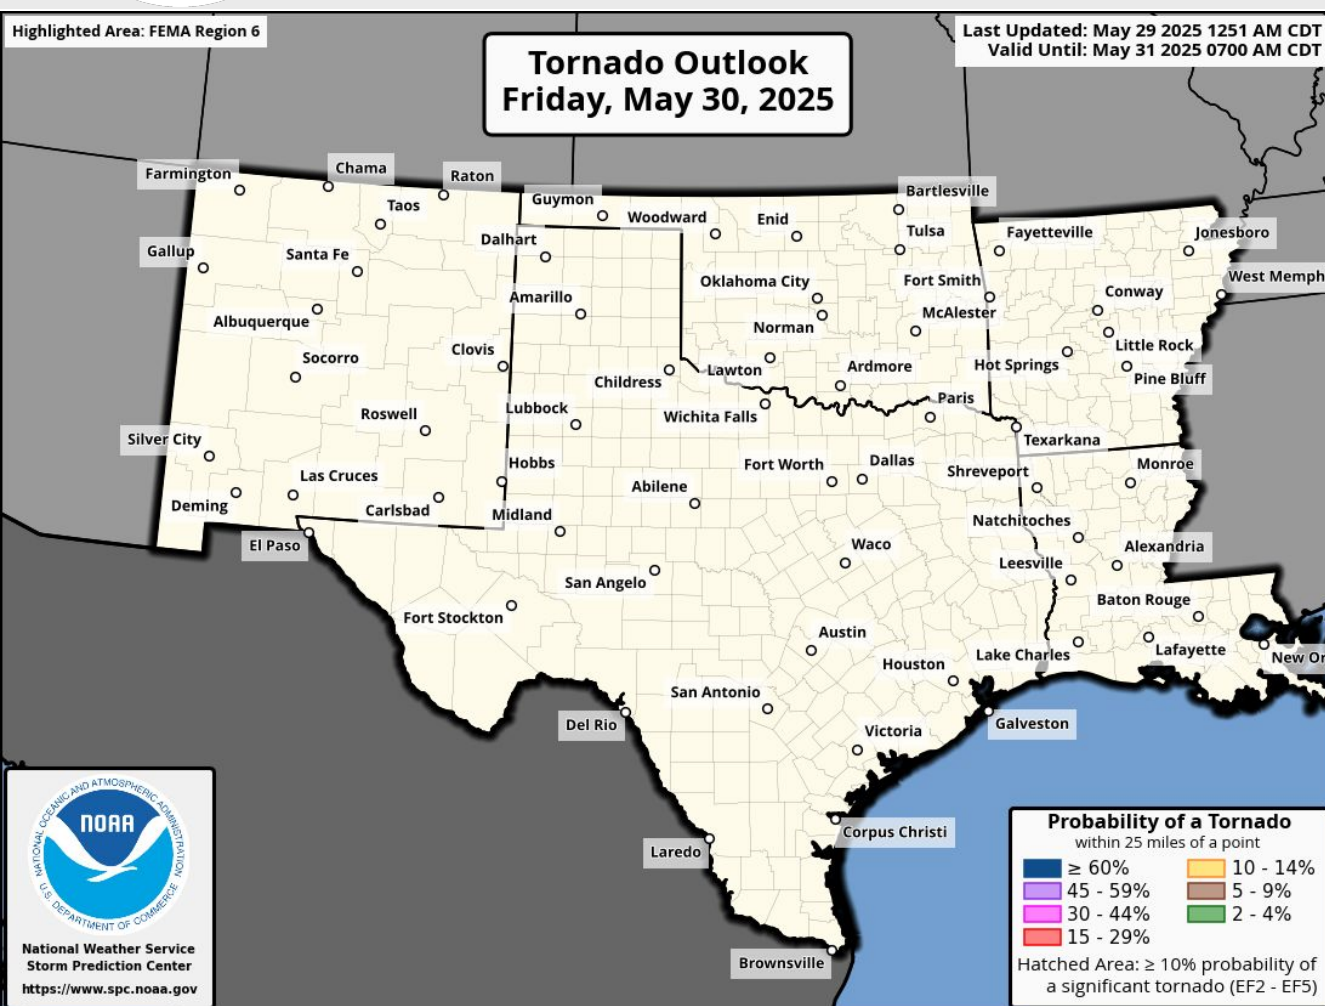 Highlighted Area: FEMA Region 6
Last Updated: May 29 2025 1251 AM CDT
Valid Until: May 31 2025 0700 AM CDT
Tornado Outlook
Friday, May 30, 2025
Farmington
Chama
Raton
Taos
Guymon
Woodward
Enid
Bartlesville
Tulsa
Fayetteville
Jonesboro
Gallup
Santa Fe
Dalhart
Oklahoma City
Fort Smith
West Memph
Amarillo
Conway
Albuquerque
Norman
McAlester
Little Rock
Socorro
Clovis
Childress
Lawton
Ardmore
Hot Springs
Pine Bluff
Roswell
Lubbock
Wichita Falls
Paris
Silver City
Texarkana
Las Cruces
Hobbs
Abilene
Fort Worth
Dallas
Shreveport
Monroe
Deming
Carlsbad
Midland
Natchitoches
El Paso
San Angelo
Waco
Leesville
Alexandria
Fort Stockton
Baton Rouge
Austin
Houston
Lake Charles
Lafayette
New Or
San Antonio
Del Rio
Victoria
Galveston
Corpus Christi
Laredo
Brownsville
NATIONAL OCEANIC AND ATMOSPHERIC ADMINISTRATION
NOAA
U.S. DEPARTMENT OF COMMERCE
National Weather Service
Storm Prediction Center
https://www.spc.noaa.gov
Probability of a Tornado
within 25 miles of a point
≥ 60%
45 - 59%
30 - 44%
15 - 29%
10 - 14%
5 - 9%
2 - 4%
Hatched Area: ≥ 10% probability of
a significant tornado (EF2 - EF5)